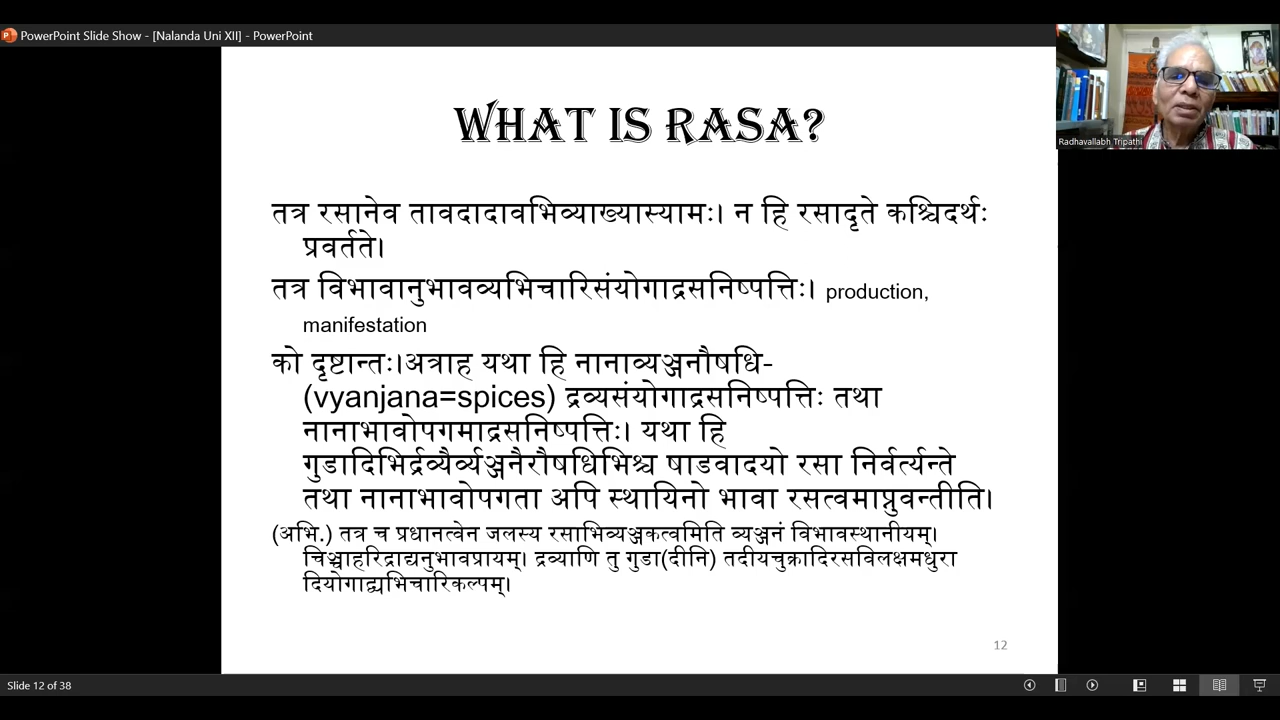 PowerPoint Slide Show - [Nalanda Uni XII] - PowerPoint
WHAT IS RASA?
Radhavallabh Tripathi
तत्र रसानेव तावदादावभिव्याख्यास्यामः। न हि रसादृते कश्चिदर्थः
प्रवर्तते।
तत्र विभावानुभावव्यभिचारिसंयोगाद्रसनिष्पत्तिः। production,
manifestation
को दृष्टान्तः।अत्राह यथा हि नानाव्यञ्जनौषधि-
(vyanjana=spices) द्रव्यसंयोगाद्रसनिष्पत्तिः तथा
नानाभावोपगमाद्रसनिष्पत्तिः। यथा हि
गुडादिभिर्द्रव्यैर्व्यञ्जनैरौषधिभिश्च षाडवादयो रसा निर्वर्त्यन्ते
तथा नानाभावोपगता अपि स्थायिनो भावा रसत्वमाप्नुवन्तीति।
(अभि.) तत्र च प्रधानत्वेन जलस्य रसाभिव्यञ्जकत्वमिति व्यञ्जनं विभावस्थानीयम्।
चिञ्चाहरिद्राद्यनुभावप्रायम्। द्रव्याणि तु गुडा(दीनि) तदीयचुक्रादिरसविलक्षमधुरा
दियोगाद्व्यभिचारिकल्पम्।
12
Slide 12 of 38